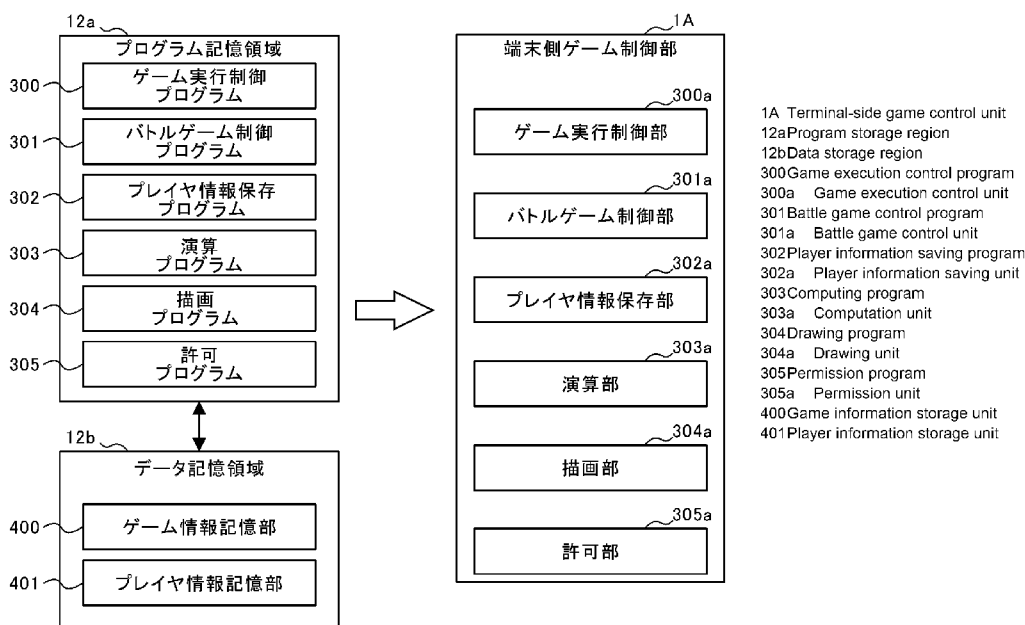 12a
プログラム記憶領域
300
ゲーム実行制御
プログラム
301
バトルゲーム制御
プログラム
302
プレイヤ情報保存
プログラム
303
演算
プログラム
304
描画
プログラム
305
許可
プログラム
12b
データ記憶領域
400
ゲーム情報記憶部
401
プレイヤ情報記憶部
1A
端末側ゲーム制御部
300a
ゲーム実行制御部
301a
バトルゲーム制御部
302a
プレイヤ情報保存部
303a
演算部
304a
描画部
305a
許可部
1A Terminal-side game control unit
12aProgram storage region
12bData storage region
300Game execution control program
300a Game execution control unit
301Battle game control program
301a Battle game control unit
302Player information saving program
302a Player information saving unit
303Computing program
303a Computation unit
304Drawing program
304a Drawing unit
305Permission program
305a Permission unit
400Game information storage unit
401Player information storage unit